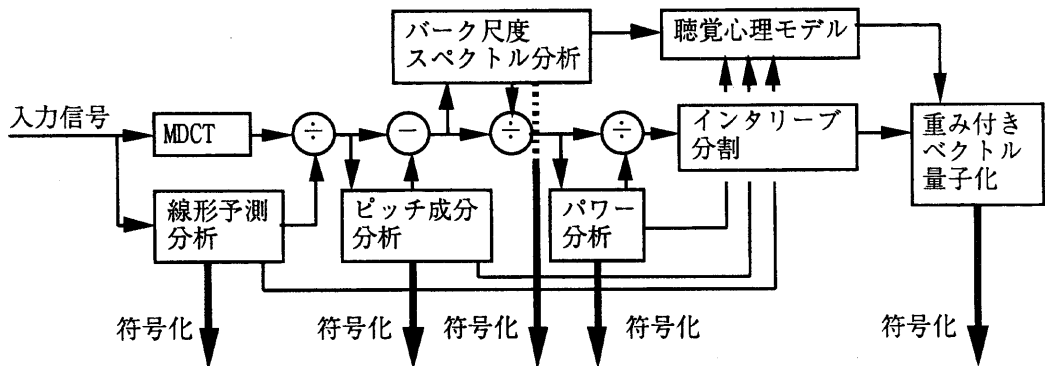 バーク尺度
スペクトル分析
聴覚心理モデル
入力信号
MDCT
÷
−
÷
÷
インタリーブ
分割
重み付き
ベクトル
量子化
線形予測
分析
ピッチ成分
分析
パワー
分析
符号化
符号化
符号化
符号化
符号化